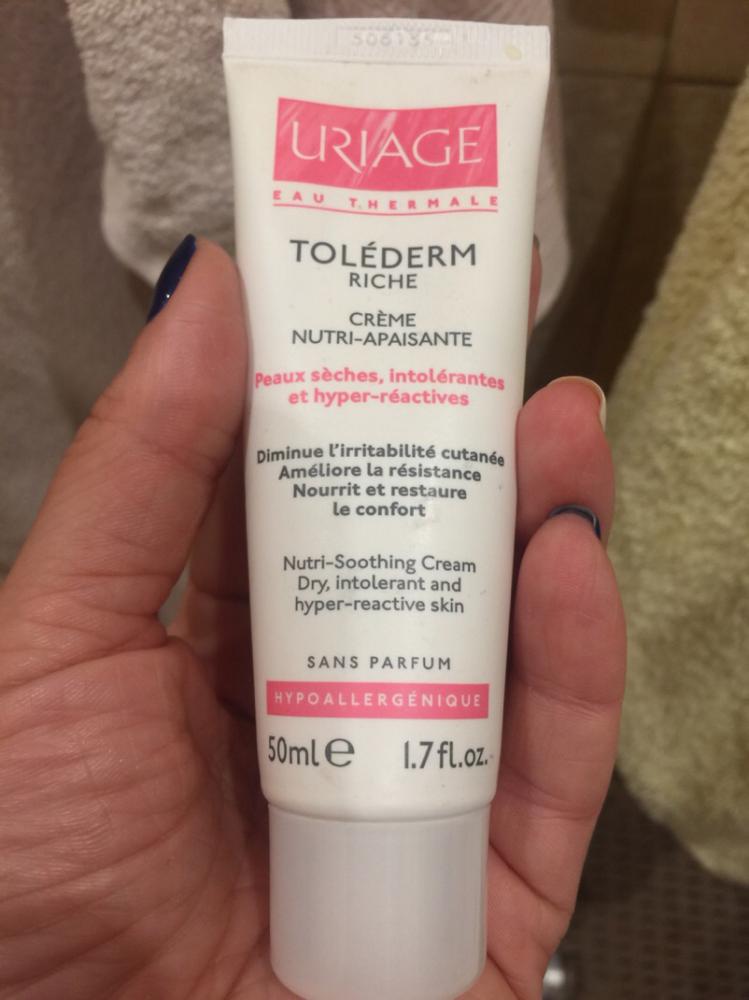 URIAGE
EAU THERMALE
TOLÉDERM
RICHE
CRÈME
NUTRI-APAISANTE
Peaux sèches, intolérantes
et hyper-réactives
Diminue l'irritabilité cutanée
Améliore la résistance
Nourrit et restaure
le confort
Nutri-Soothing Cream
Dry, intolerant and
hyper-reactive skin
SANS PARFUM
HYPOALLERGÉNIQUE
50ml e 1.7 fl.oz.